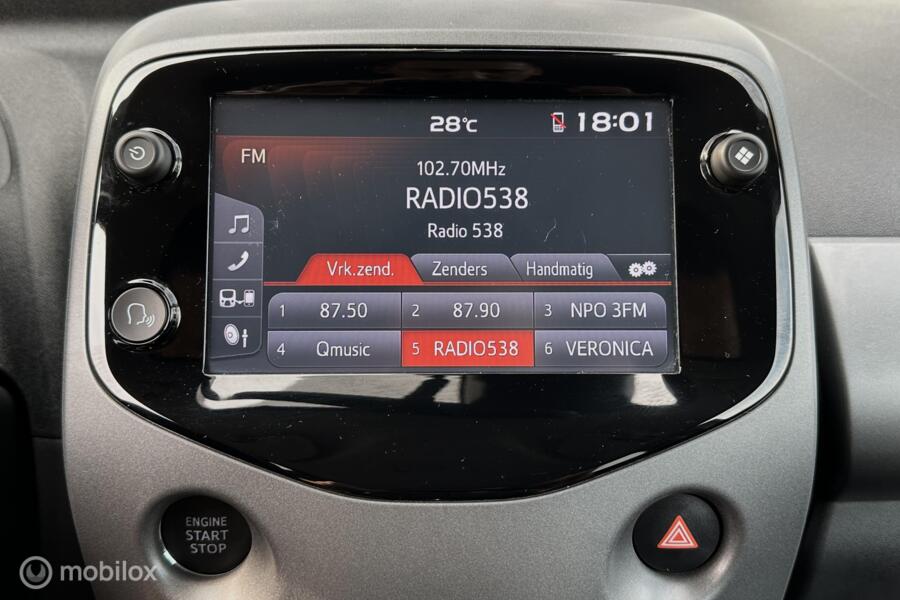 28°C 18:01
FM
102.70MHz
RADIO538
Radio 538
Vrk.zend. Zenders Handmatig
1 87.50 2 87.90 3 NPO 3FM
4 Qmusic 5 RADIO538 6 VERONICA
ENGINE
START
STOP
mobilox